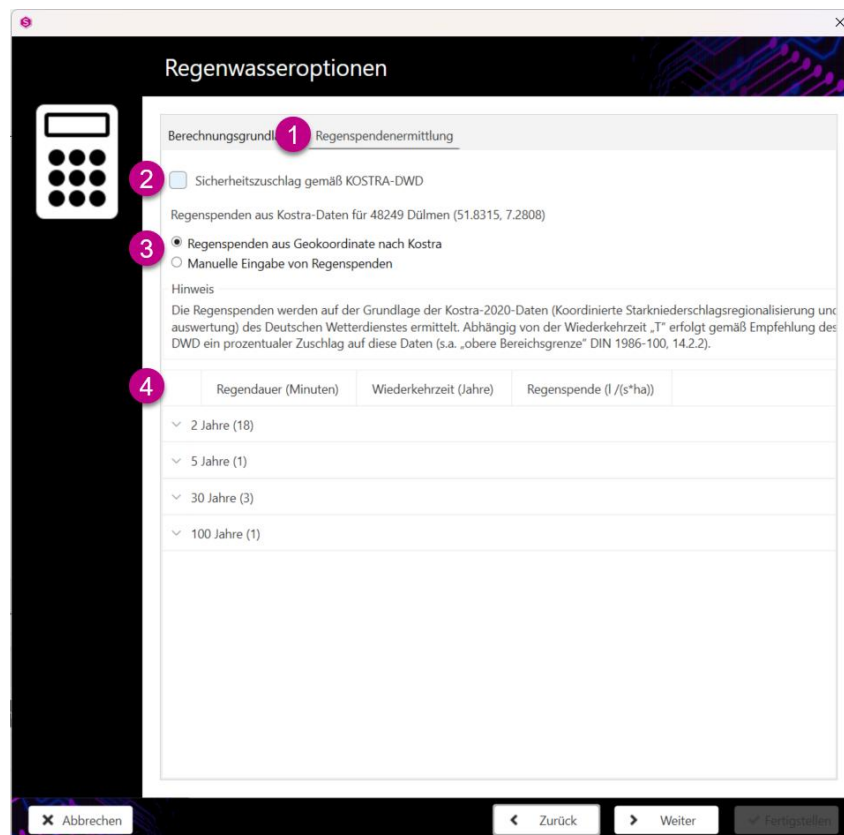 Regenwasseroptionen
1 Regenspendenermittlung
2 Sicherheitszuschlag gemäß KOSTRA-DWD
Regenspenden aus Kostra-Daten für 48249 Dülmen (51.8315, 7.2808)
3 Regenspenden aus Geokoordinate nach Kostra
Manuelle Eingabe von Regenspenden
Hinweis
Die Regenspenden werden auf der Grundlage der Kostra-2020-Daten (Koordinierte Starkniederschlagsregionalisierung und
auswertung) des Deutschen Wetterdienstes ermittelt. Abhängig von der Wiederkehrzeit „T" erfolgt gemäß Empfehlung des
DWD ein prozentualer Zuschlag auf diese Daten (s.a. „obere Bereichsgrenze" DIN 1986-100, 14.2.2).
4 Regendauer (Minuten) Wiederkehrzeit (Jahre) Regenspende (l /(s*ha))
2 Jahre (18)
5 Jahre (1)
30 Jahre (3)
100 Jahre (1)
Abbrechen Zurück Weiter Fertigstellen